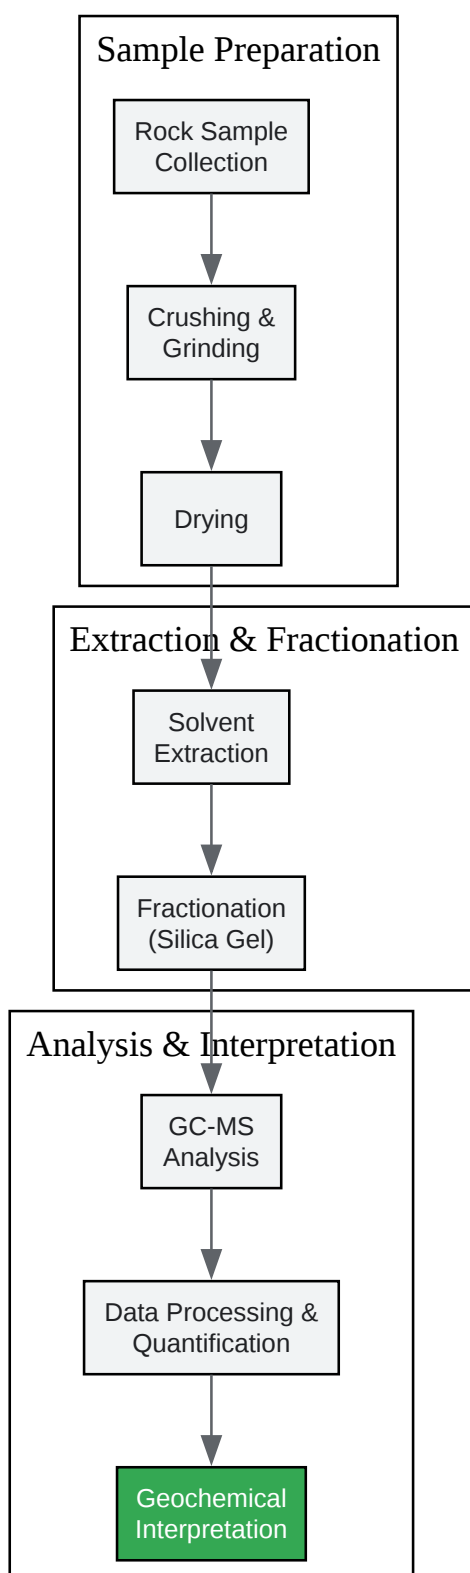 Sample Preparation
Rock Sample
Collection
Crushing &
Grinding
Drying
Extraction & Fractionation
Solvent
Extraction
Fractionation
(Silica Gel)
Analysis & Interpretation
GC-MS
Analysis
Data Processing &
Quantification
Geochemical
Interpretation